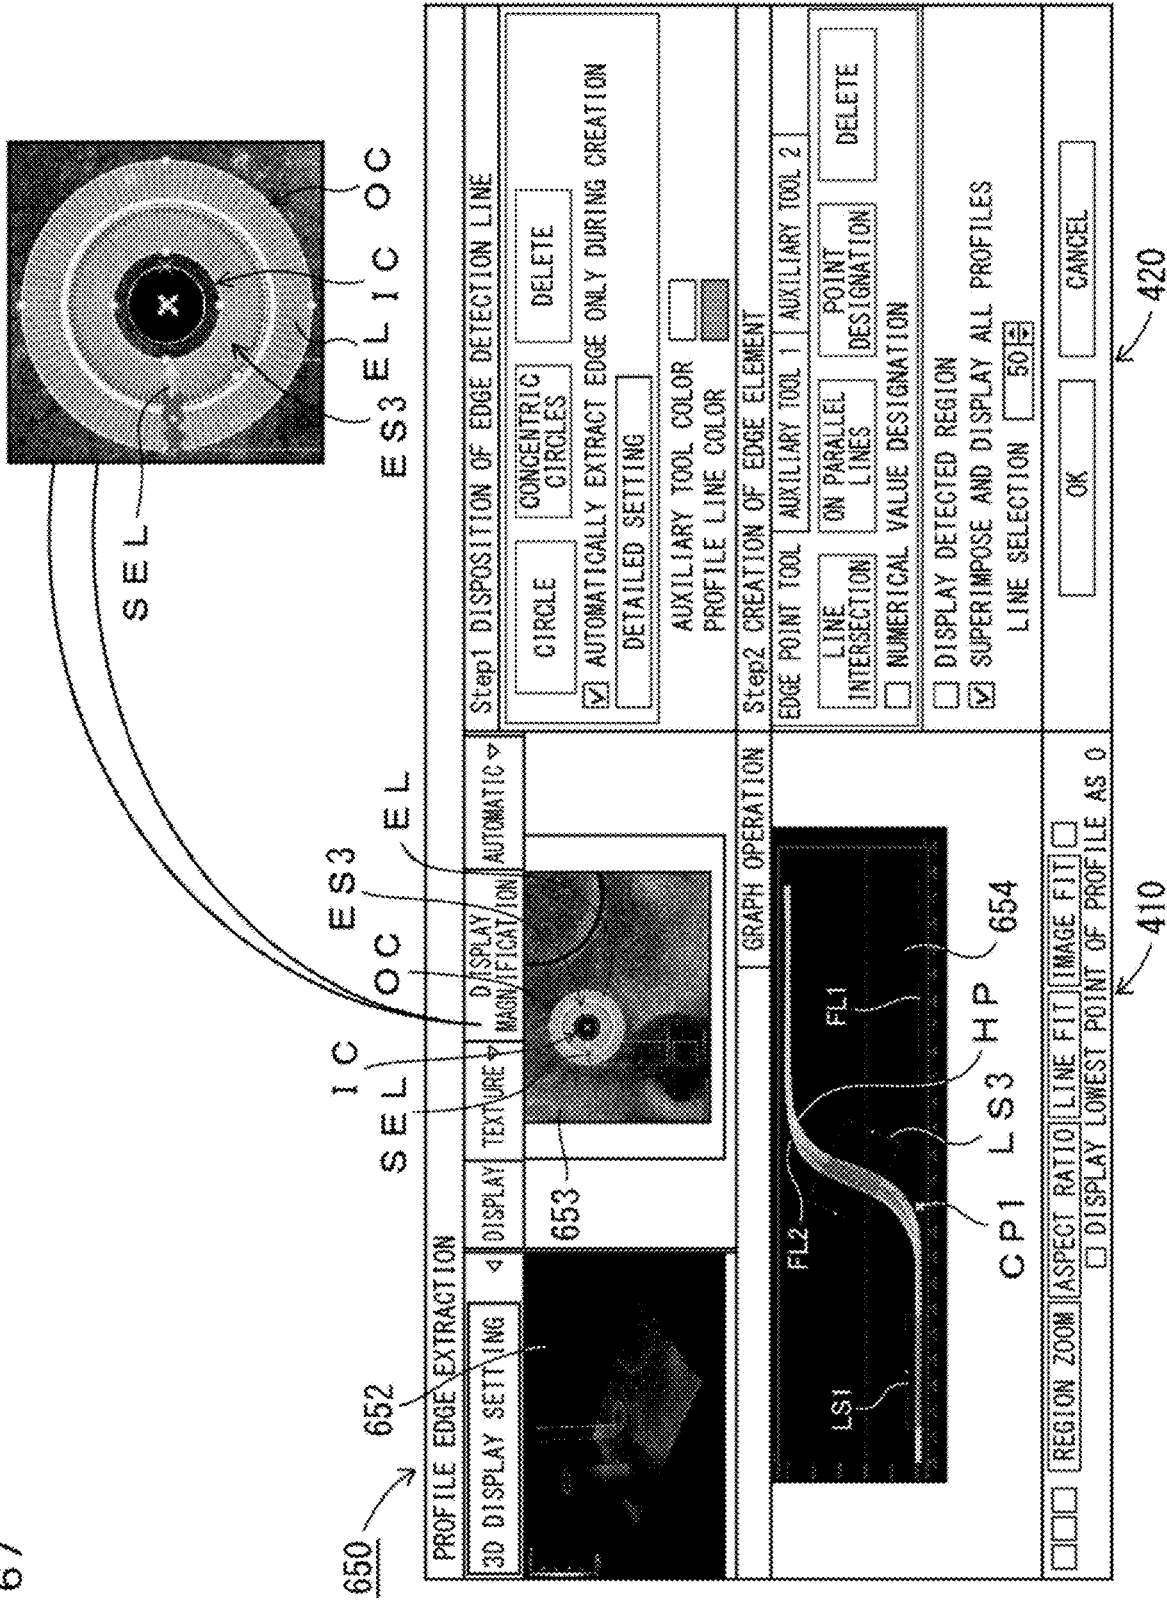 67
650
652
653
SEL
IC
OC
ES3
EL
SEL
ES3
EL
IC
OC
PROFILE EDGE EXTRACTION
3D DISPLAY SETTING
DISPLAY
TEXTURE
DISPLAY
MAGNIFICATION
AUTOMATIC
Step1 DISPOSITION OF EDGE DETECTION LINE
CIRCLE
CONCENTRIC
CIRCLES
DELETE
AUTOMATICALLY EXTRACT EDGE ONLY DURING CREATION
DETAILED SETTING
AUXILIARY TOOL COLOR
PROFILE LINE COLOR
GRAPH OPERATION
LS1
FL2
FL1
CP1
LS3
HP
654
Step2 CREATION OF EDGE ELEMENT
EDGE POINT TOOL
AUXILIARY TOOL 1
AUXILIARY TOOL 2
LINE
INTERSECTION
ON PARALLEL
LINES
POINT
DESIGNATION
DELETE
NUMERICAL VALUE DESIGNATION
DISPLAY DETECTED REGION
SUPERIMPOSE AND DISPLAY ALL PROFILES
LINE SELECTION 50
REGION ZOOM
ASPECT RATIO
LINE FIT
IMAGE FIT
DISPLAY LOWEST POINT OF PROFILE AS 0
OK
CANCEL
410
420